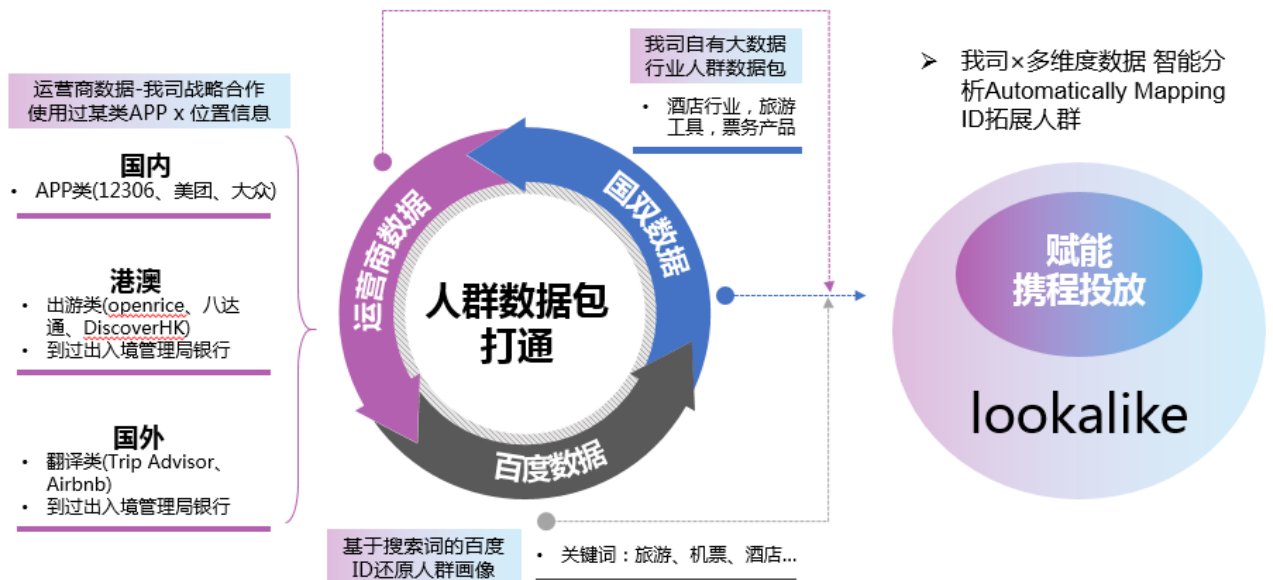 运营商数据-我司战略合作
使用过某类APP x 位置信息
国内
• APP类(12306、美团、大众)
港澳
• 出游类(openrice、八达
通、DiscoverHK)
• 到过出入境管理局银行
国外
• 翻译类(Trip Advisor、
Airbnb)
• 到过出入境管理局银行
我司自有大数据
行业人群数据包
• 酒店行业，旅游
工具，票务产品
运营商数据
国双数据
百度数据
人群数据包
打通
基于搜索词的百度
ID还原人群画像
• 关键词：旅游、机票、酒店...
➢ 我司×多维度数据 智能分
析Automatically Mapping
ID拓展人群
赋能
携程投放
lookalike